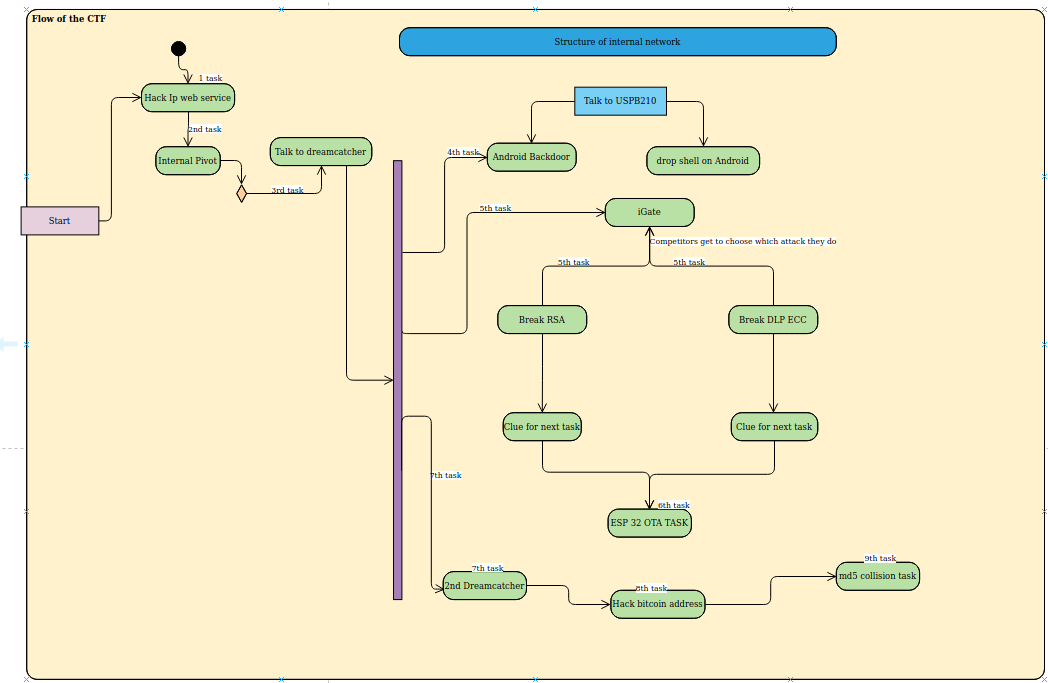 Flow of the CTF
Structure of internal network
1 task
Hack Ip web service
Talk to USPB210
2nd task
Internal Pivot
Talk to dreamcatcher
4th task
Android Backdoor
drop shell on Android
3rd task
Start
5th task
iGate
Competitors get to choose which attack they do
5th task
5th task
Break RSA
Break DLP ECC
Clue for next task
Clue for next task
7th task
6th task
ESP 32 OTA TASK
7th task
2nd Dreamcatcher
8th task
Hack bitcoin address
9th task
md5 collision task